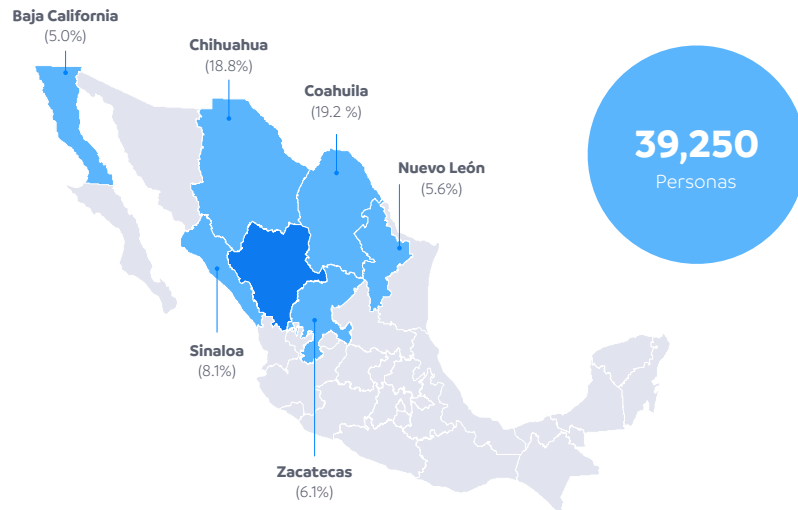 Baja California
(5.0%)
Chihuahua
(18.8%)
Coahuila
(19.2 %)
Nuevo León
(5.6%)
39,250
Personas
Sinaloa
(8.1%)
Zacatecas
(6.1%)